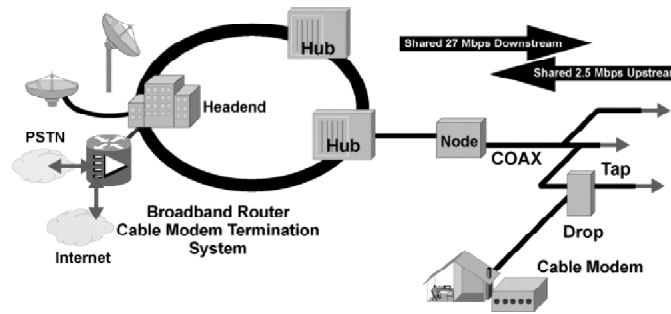 Hub
Shared 27 Mbps Downstream
Shared 2.5 Mbps Upstream
Headend
PSTN
Hub
Node
COAX
Tap
Broadband Router
Cable Modem Termination
System
Internet
Drop
Cable Modem